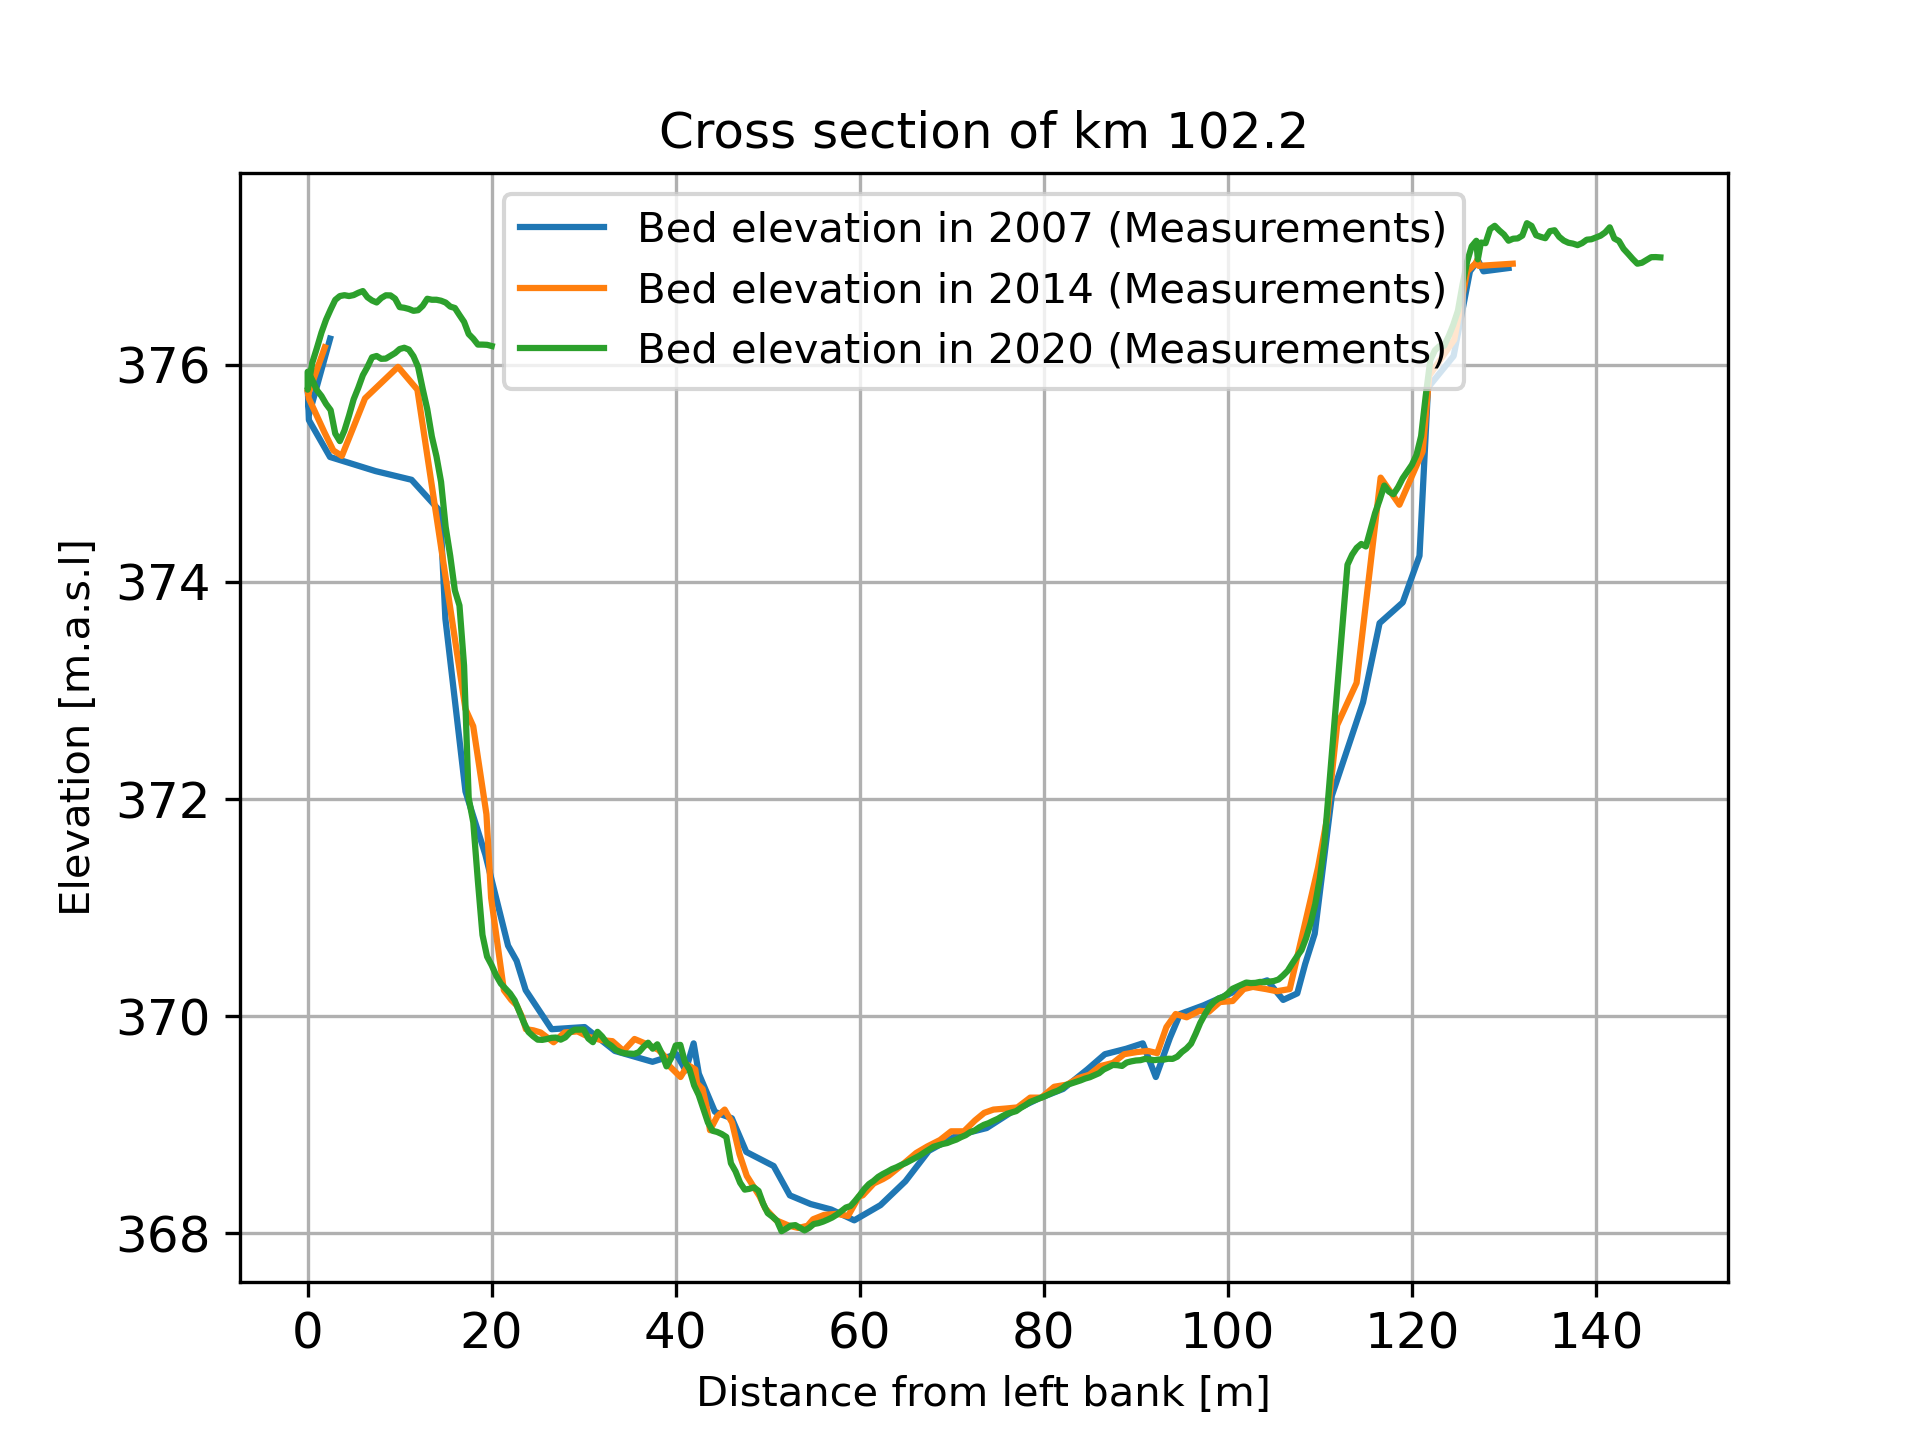 Cross section of km 102.2
Bed elevation in 2007 (Measurements)
Bed elevation in 2014 (Measurements)
Bed elevation in 2020 (Measurements)
Elevation [m.a.s.l]
376
374
372
370
368
0 20 40 60 80 100 120 140
Distance from left bank [m]